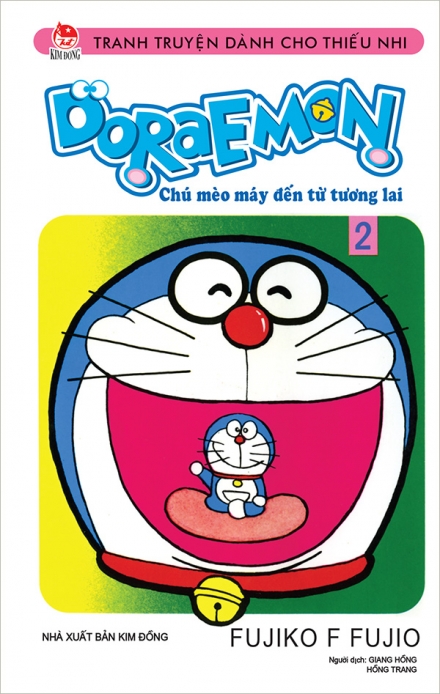 KIM ĐỒNG
TRANH TRUYỆN DÀNH CHO THIẾU NHI
DORAEMON
Chú mèo máy đến từ tương lai
2
NHÀ XUẤT BẢN KIM ĐỒNG
FUJIKO F FUJIO
Người dịch: GIANG HỒNG
HỒNG TRANG